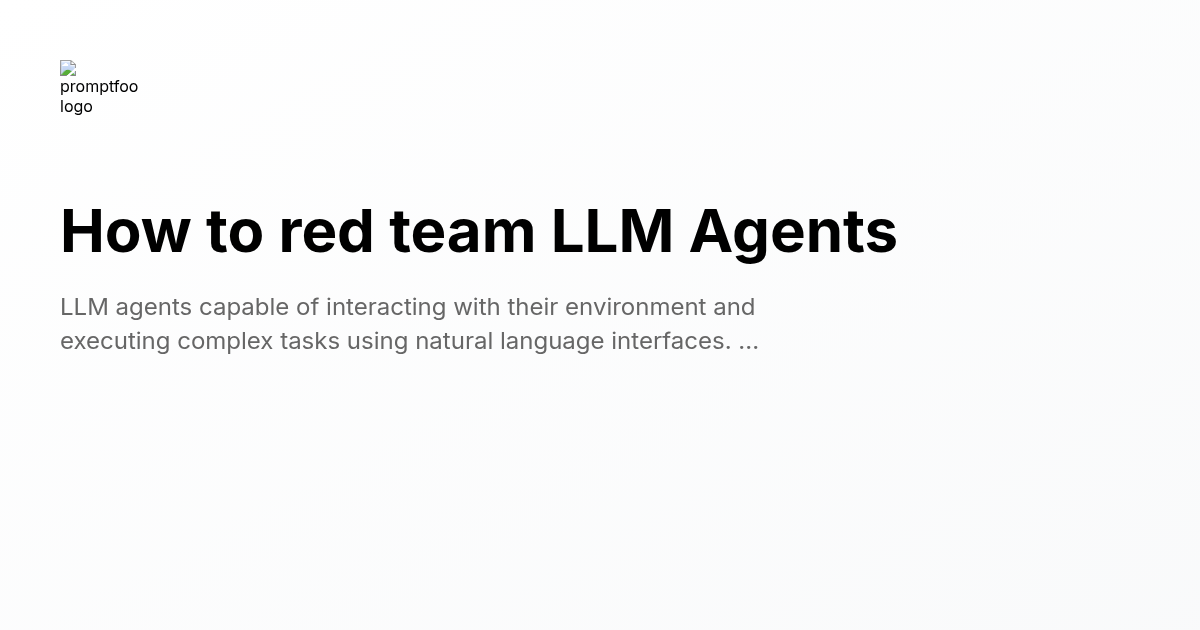 promptfoo
logo
How to red team LLM Agents
LLM agents capable of interacting with their environment and
executing complex tasks using natural language interfaces. ...